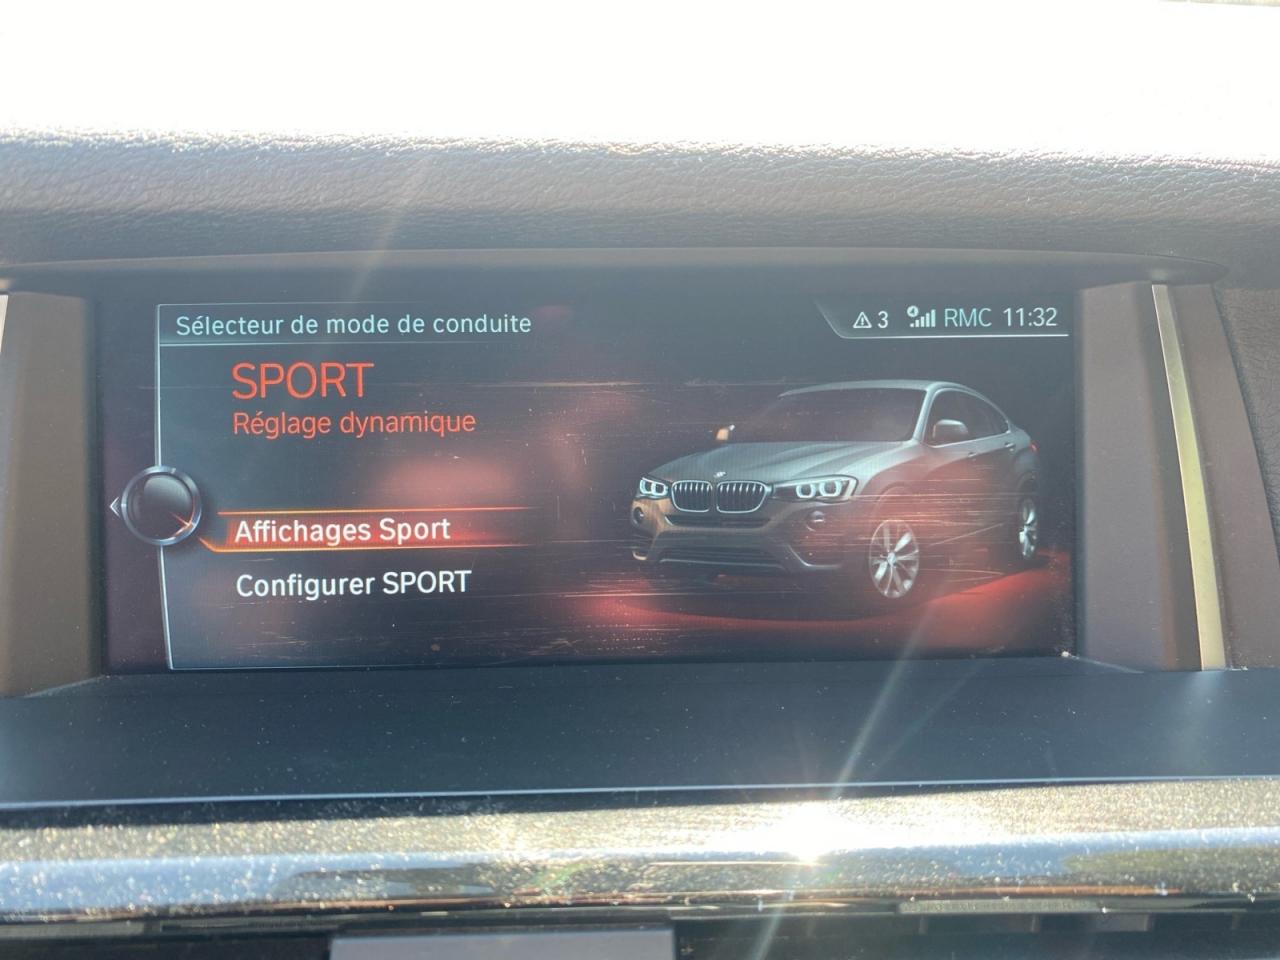 Sélecteur de mode de conduite
3 RMC 11:32
SPORT
Réglage dynamique
Affichages Sport
Configurer SPORT